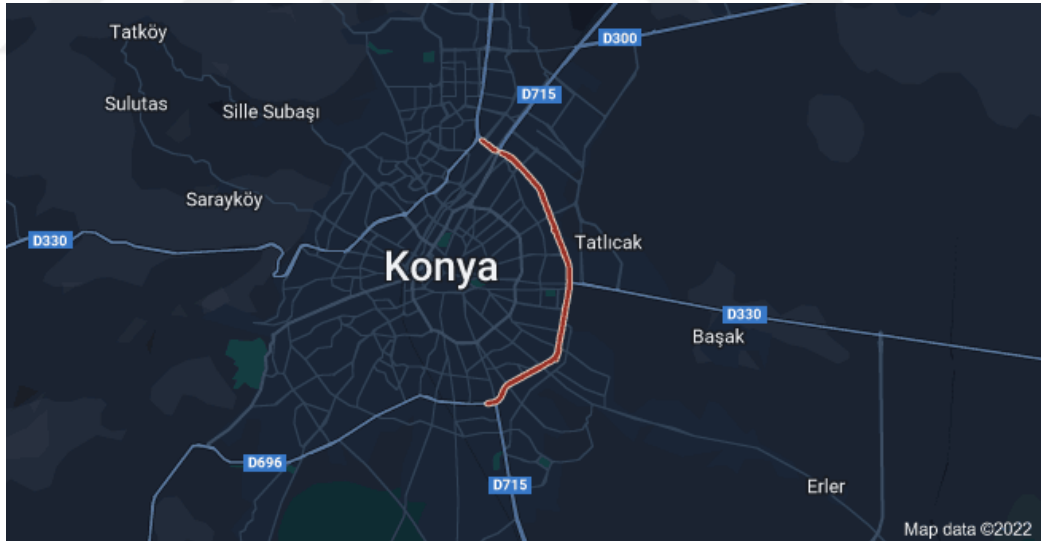 Tatköy
D300
D715
Sulutas
Sille Subaşı
Sarayköy
D330
Tatlıcak
Konya
D330
Başak
D696
D715
Erler
Map data ©2022